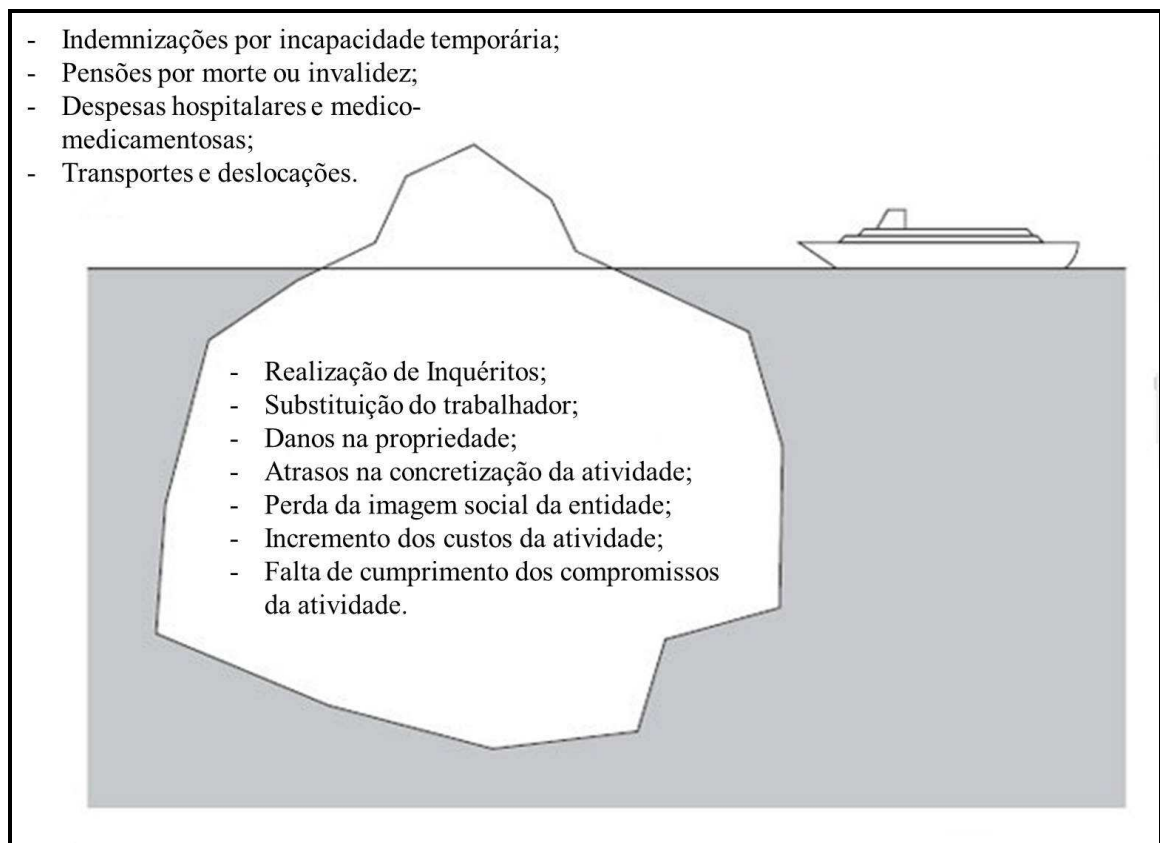 - Indemnizações por incapacidade temporária;
- Pensões por morte ou invalidez;
- Despesas hospitalares e medico-
medicamentosas;
- Transportes e deslocações.
- Realização de Inquéritos;
- Substituição do trabalhador;
- Danos na propriedade;
- Atrasos na concretização da atividade;
- Perda da imagem social da entidade;
- Incremento dos custos da atividade;
- Falta de cumprimento dos compromissos
da atividade.